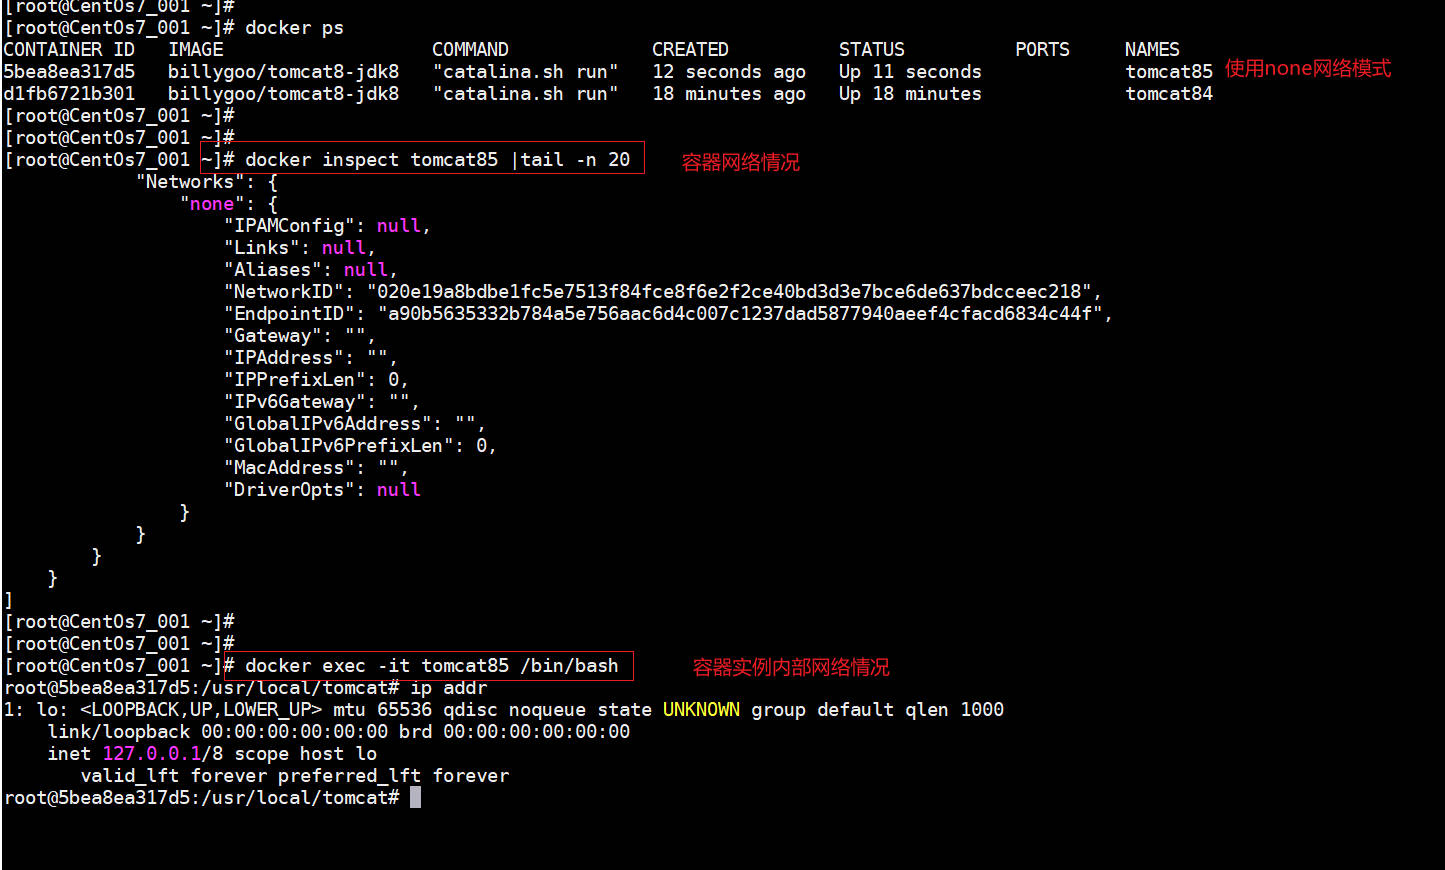 [root@CentOs7_001 ~]#
[root@CentOs7_001 ~]# docker ps
CONTAINER ID   IMAGE                   COMMAND             CREATED          STATUS          PORTS     NAMES
5bea8ea317d5   billygoo/tomcat8-jdk8   "catalina.sh run"   12 seconds ago   Up 11 seconds             tomcat85 使用none网络模式
d1fb6721b301   billygoo/tomcat8-jdk8   "catalina.sh run"   18 minutes ago   Up 18 minutes             tomcat84
[root@CentOs7_001 ~]#
[root@CentOs7_001 ~]#
[root@CentOs7_001 ~]# docker inspect tomcat85 |tail -n 20 容器网络情况
            "Networks": {
                "none": {
                    "IPAMConfig": null,
                    "Links": null,
                    "Aliases": null,
                    "NetworkID": "020e19a8bdbe1fc5e7513f84fce8f6e2f2ce40bd3d3e7bce6de637bdcceec218",
                    "EndpointID": "a90b5635332b784a5e756aac6d4c007c1237dad5877940aeef4cfacd6834c44f",
                    "Gateway": "",
                    "IPAddress": "",
                    "IPPrefixLen": 0,
                    "IPv6Gateway": "",
                    "GlobalIPv6Address": "",
                    "GlobalIPv6PrefixLen": 0,
                    "MacAddress": "",
                    "DriverOpts": null
                }
            }
        }
    }
]
[root@CentOs7_001 ~]#
[root@CentOs7_001 ~]#
[root@CentOs7_001 ~]# docker exec -it tomcat85 /bin/bash 容器实例内部网络情况
root@5bea8ea317d5:/usr/local/tomcat# ip addr
1: lo: <LOOPBACK,UP,LOWER_UP> mtu 65536 qdisc noqueue state UNKNOWN group default qlen 1000
    link/loopback 00:00:00:00:00:00 brd 00:00:00:00:00:00
    inet 127.0.0.1/8 scope host lo
       valid_lft forever preferred_lft forever
root@5bea8ea317d5:/usr/local/tomcat#